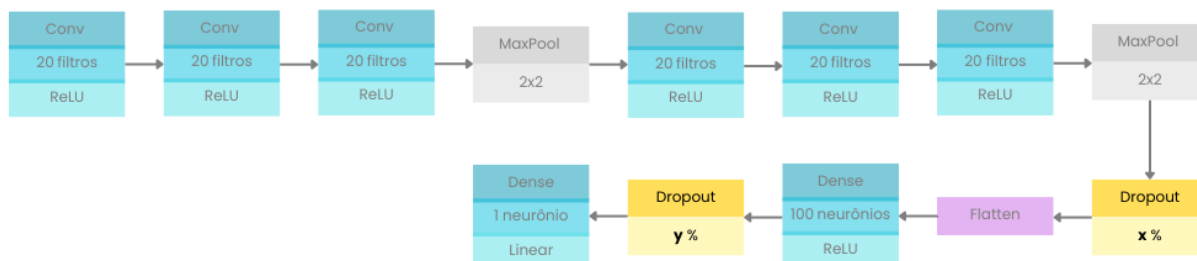 Conv
20 filtros
ReLU
Conv
20 filtros
ReLU
Conv
20 filtros
ReLU
MaxPool
2x2
Conv
20 filtros
ReLU
Conv
20 filtros
ReLU
Conv
20 filtros
ReLU
MaxPool
2x2
Dropout
x %
Flatten
Dense
100 neurônios
ReLU
Dropout
y %
Dense
1 neurônio
Linear